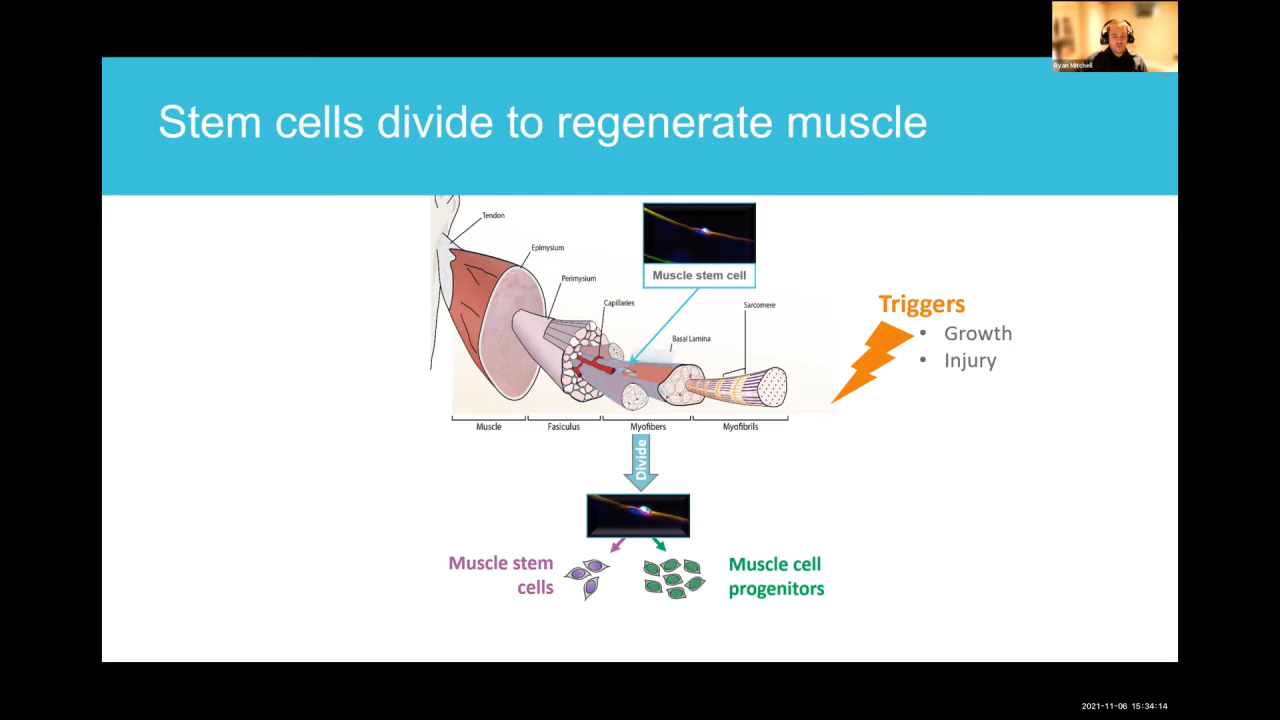 Ryan Mitchell
Stem cells divide to regenerate muscle
Tendon
Epimysium
Perimysium
Capillaries
Muscle stem cell
Basal Lamina
Sarcomere
Triggers
• Growth
• Injury
Muscle
Fasiculus
Myofibers
Myofibrils
Divide
Muscle stem
cells
Muscle cell
progenitors
2021-11-06 15:34:14